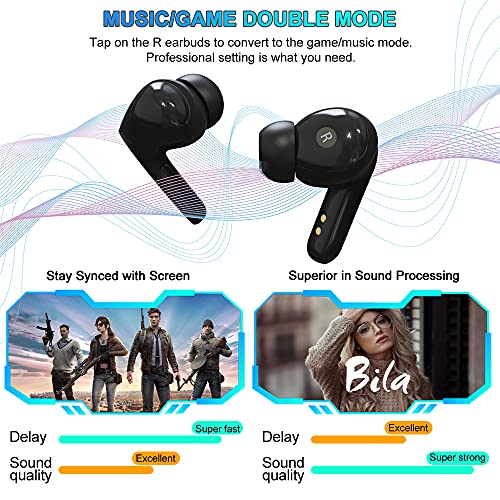 MUSIC/GAME DOUBLE MODE
Tap on the R earbuds to convert to the game/music mode.
Professional setting is what you need.
R
Stay Synced with Screen
Superior in Sound Processing
Bila
Delay
Super fast
Sound
quality
Excellent
Delay
Excellent
Sound
quality
Super strong